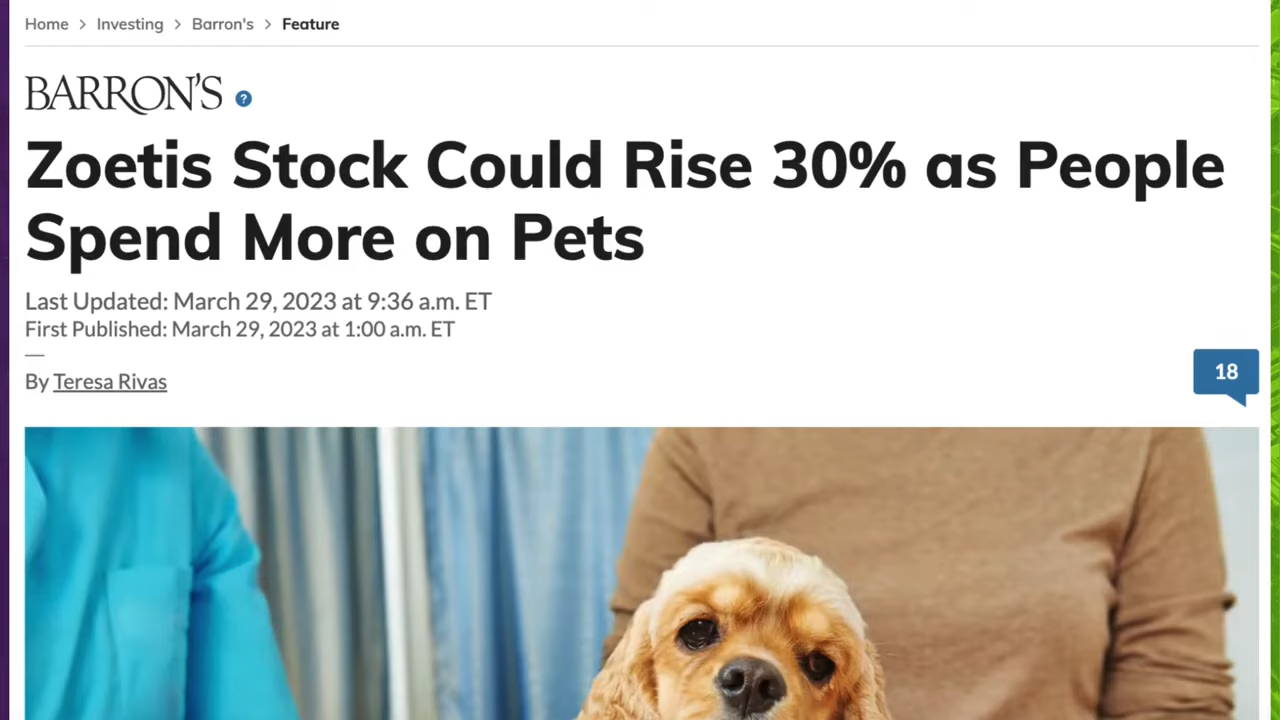 Home > Investing > Barron's > Feature
BARRON'S ?
Zoetis Stock Could Rise 30% as People
Spend More on Pets
Last Updated: March 29, 2023 at 9:36 a.m. ET
First Published: March 29, 2023 at 1:00 a.m. ET
—
By Teresa Rivas
18